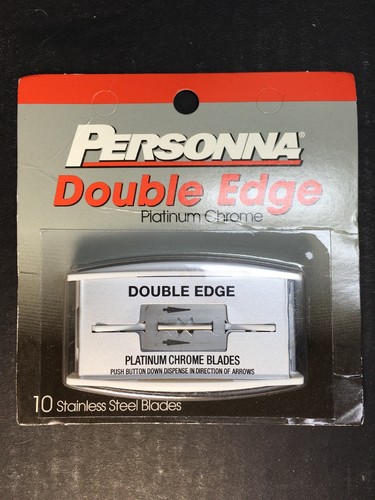 PERSONNA®
Double Edge
Platinum Chrome
DOUBLE EDGE
PLATINUM CHROME BLADES
PUSH BUTTON DOWN DISPENSE IN DIRECTION OF ARROWS
10 Stainless Steel Blades